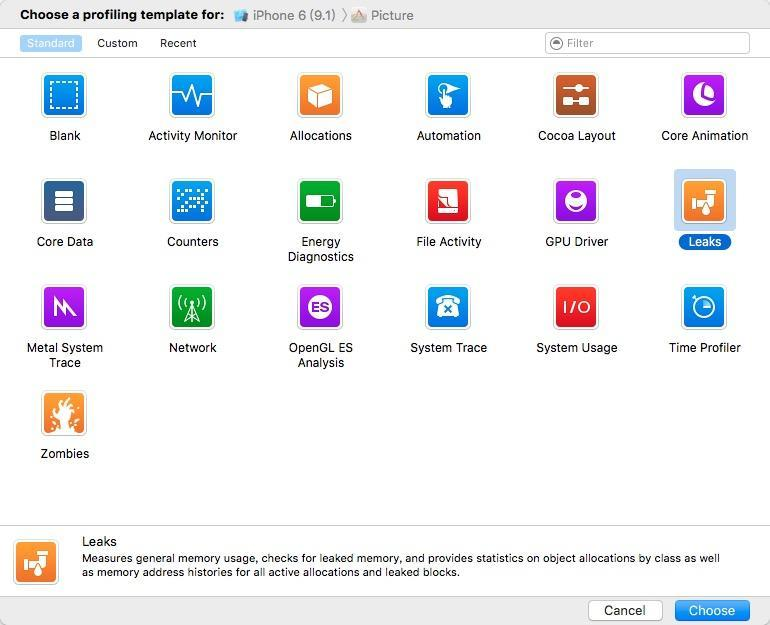 Choose a profiling template for: iPhone 6 (9.1) 〉 Picture
Standard Custom Recent Filter
Blank Activity Monitor Allocations Automation Cocoa Layout Core Animation
Core Data Counters Energy Diagnostics File Activity GPU Driver Leaks
Metal System Trace Network OpenGL ES Analysis System Trace System Usage Time Profiler
ES I/O
Zombies
Leaks
Measures general memory usage, checks for leaked memory, and provides statistics on object allocations by class as well
as memory address histories for all active allocations and leaked blocks.
Cancel Choose